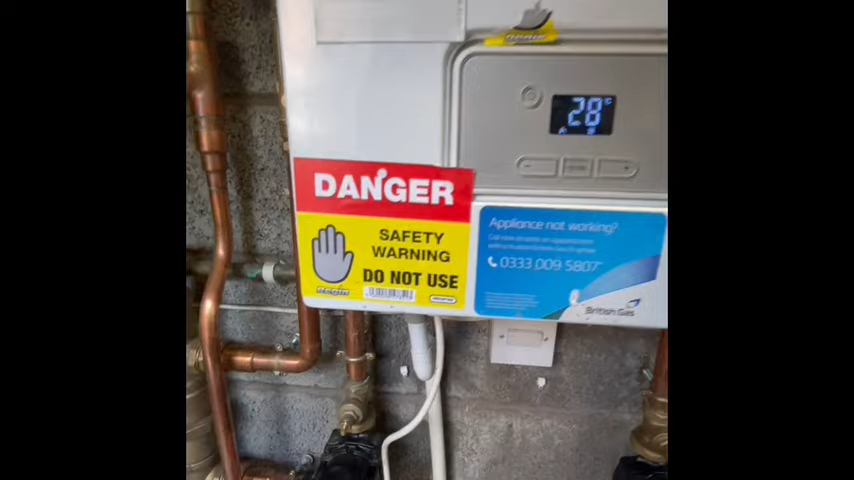 28°C
DANGER
SAFETY
WARNING
DO NOT USE
Appliance not working?
0333 009 5807
British Gas